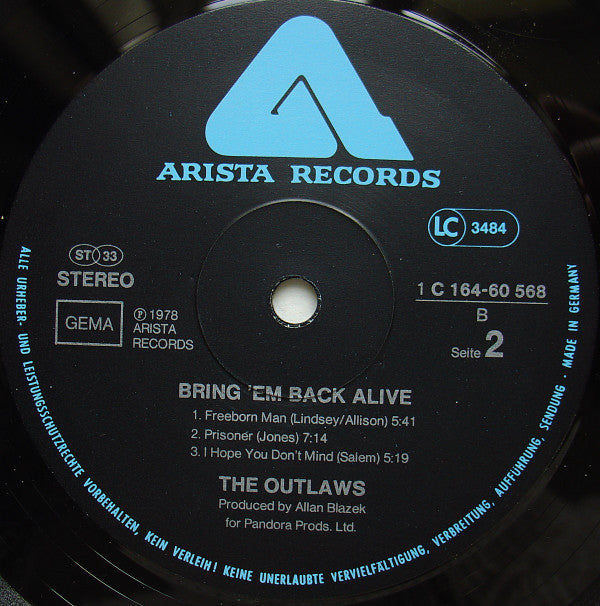 ARISTA RECORDS
LC 3484
ST 33
STEREO
GEMA
℗ 1978
ARISTA
RECORDS
1 C 164-60 568
B
Seite 2
BRING 'EM BACK ALIVE
1. Freeborn Man (Lindsey/Allison) 5:41
2. Prisoner (Jones) 7:14
3. I Hope You Don't Mind (Salem) 5:19
THE OUTLAWS
Produced by Allan Blazek
for Pandora Prods. Ltd.
ALLE URHEBER- UND LEISTUNGSSCHUTZRECHTE VORBEHALTEN, KEIN VERLEIH! KEINE UNERLAUBTE VERVIELFÄLTIGUNG, VERBREITUNG, AUFFÜHRUNG, SENDUNG · MADE IN GERMANY